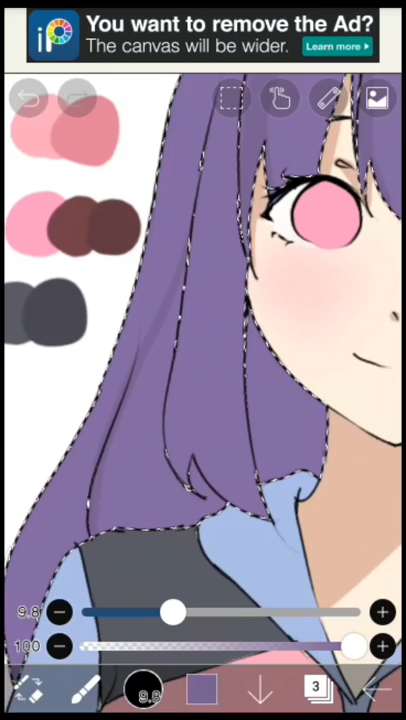 You want to remove the Ad?
iP
The canvas will be wider.
Learn more
9.8
100
9.8
3